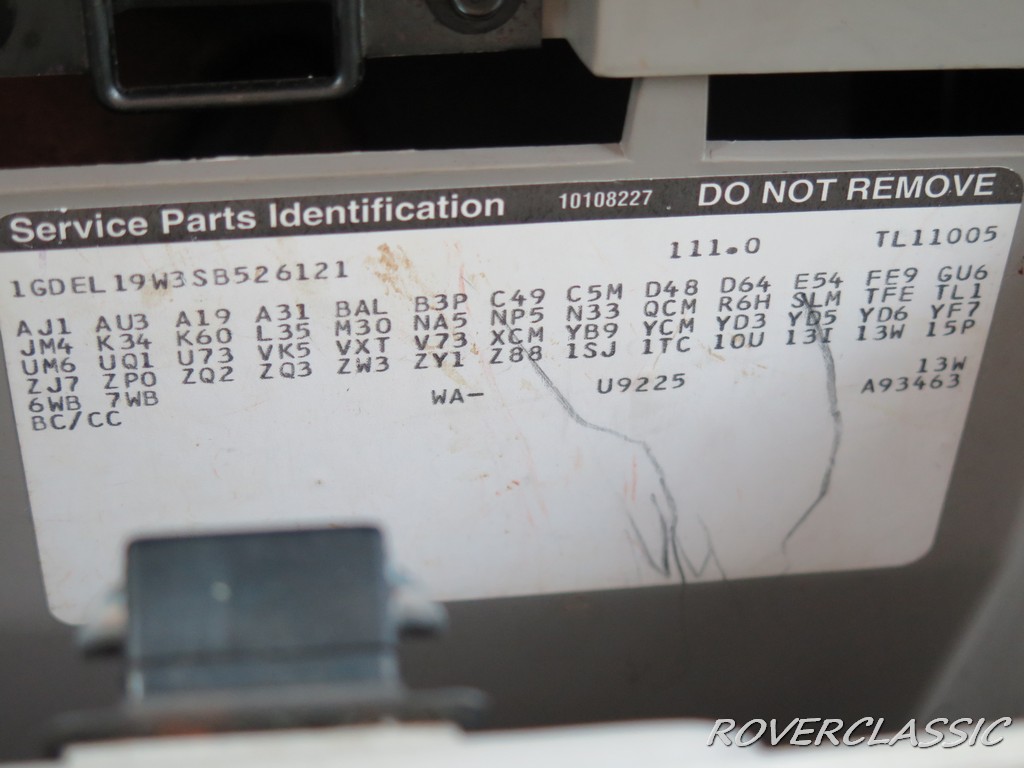 Service Parts Identification 10108227 DO NOT REMOVE
1GDEL19W3SB526121 111.0 TL11005
AJ1 AU3 A19 A31 BAL B3P C49 C5M D48 D64 E54 FE9 GU6
JM4 K34 K60 L35 M30 NA5 NP5 N33 QCM R6H SLM TFE TL1
UM6 UQ1 U73 VK5 VXT V73 XCM YB9 YCM YD3 YD5 YD6 YF7
ZJ7 ZP0 ZQ2 ZQ3 ZW3 ZY1 Z88 1SJ 1TC 10U 13I 13W 15P
6WB 7WB 13W
BC/CC WA- U9225 A93463
ROVERCLASSIC